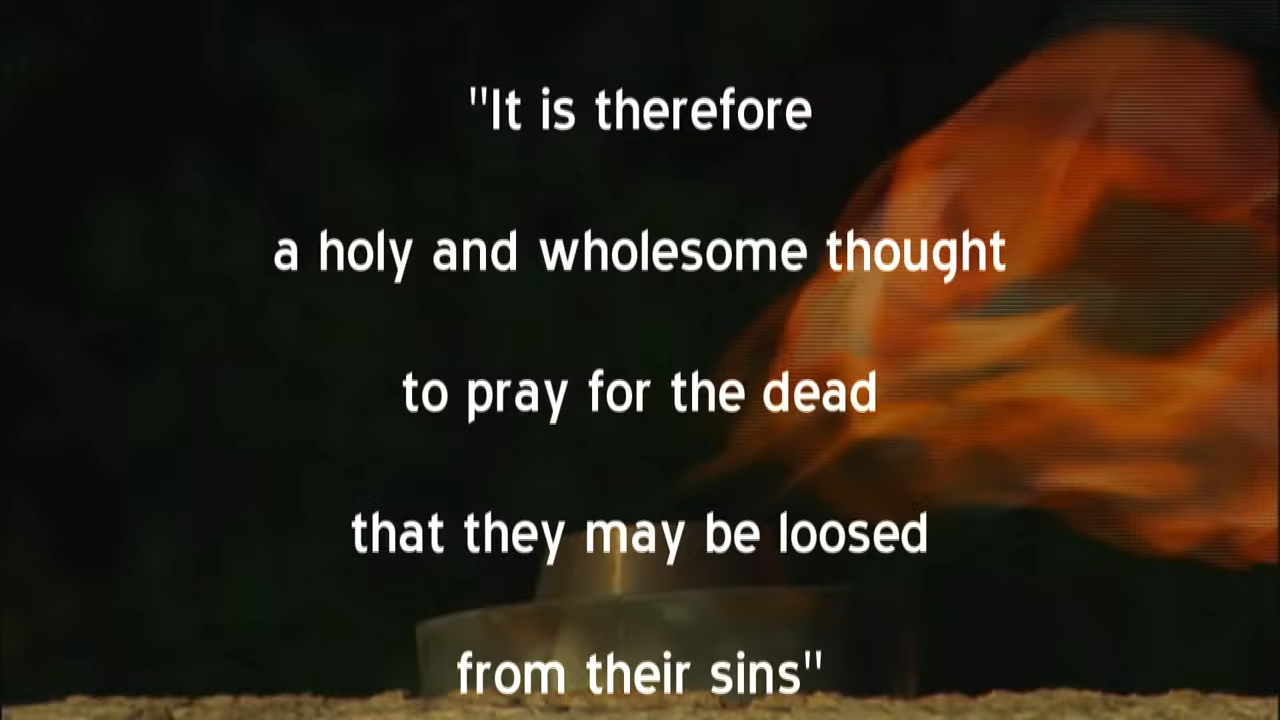 "It is therefore
a holy and wholesome thought
to pray for the dead
that they may be loosed
from their sins"